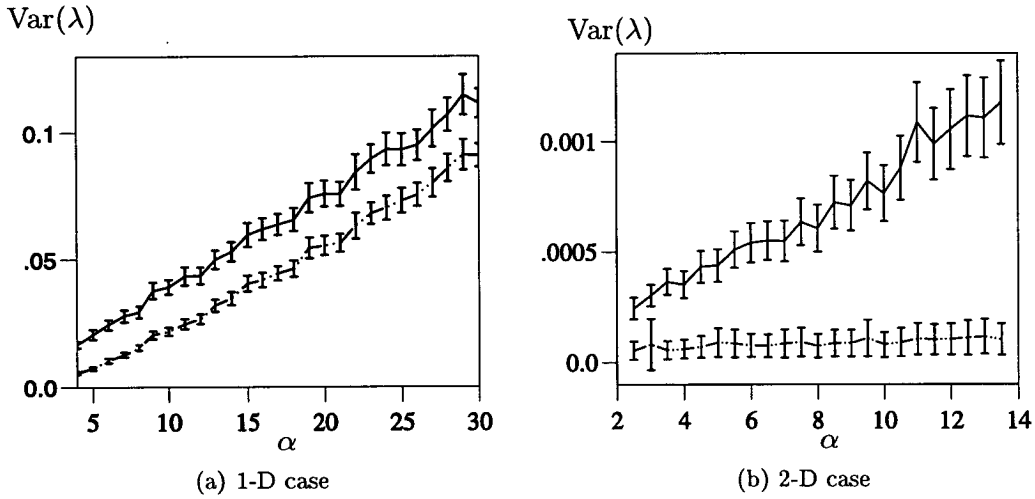 Var(λ)
0.1
.05
0.0
5 10 15 20 25 30
α
(a) 1-D case
Var(λ)
0.001
.0005
0.0
2 4 6 8 10 12 14
α
(b) 2-D case